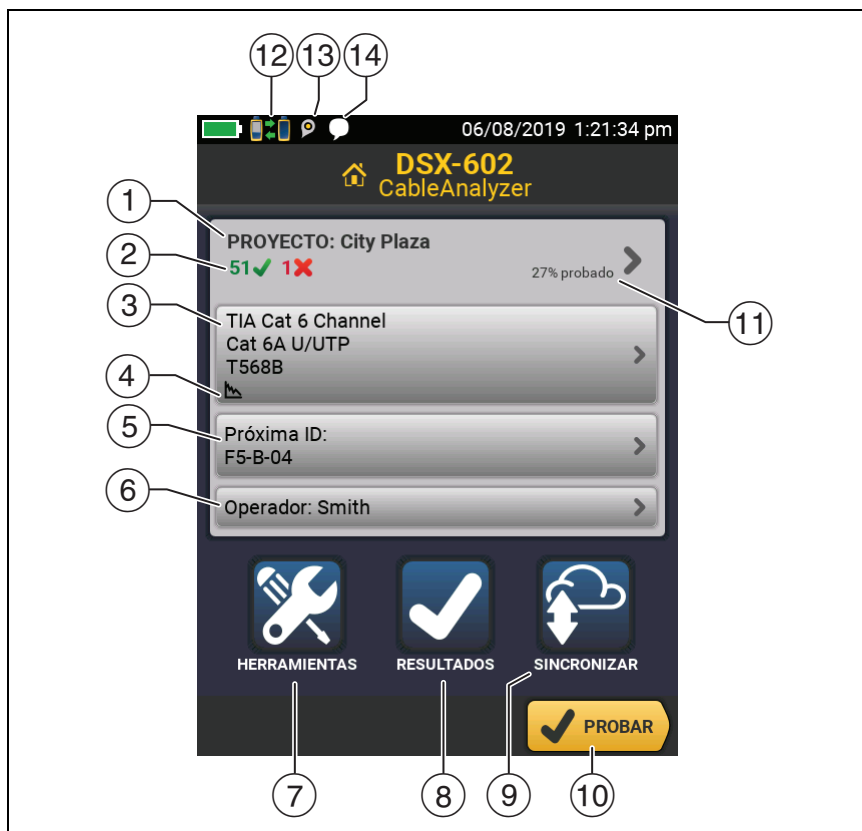 12 13 14
06/08/2019 1:21:34 pm
DSX-602
CableAnalyzer
1
PROYECTO: City Plaza
2
51 1
27% probado
3
TIA Cat 6 Channel
11
Cat 6A U/UTP
T568B
4
5
Próxima ID:
F5-B-04
6
Operador: Smith
HERRAMIENTAS RESULTADOS SINCRONIZAR
PROBAR
7 8 9 10